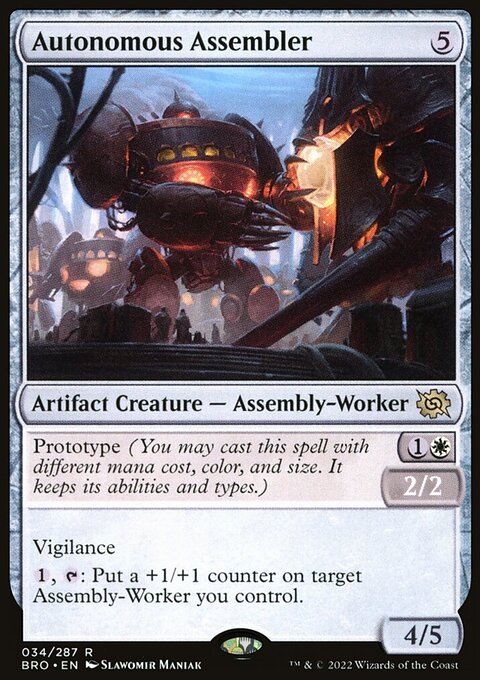 Autonomous Assembler 5
Artifact Creature — Assembly-Worker
Prototype (You may cast this spell with 1
different mana cost, color, and size. It
keeps its abilities and types.) 2/2
Vigilance
1, : Put a +1/+1 counter on target
Assembly-Worker you control.
4/5
034/287 R
BRO • EN Slawomir Maniak
™ & © 2022 Wizards of the Coast